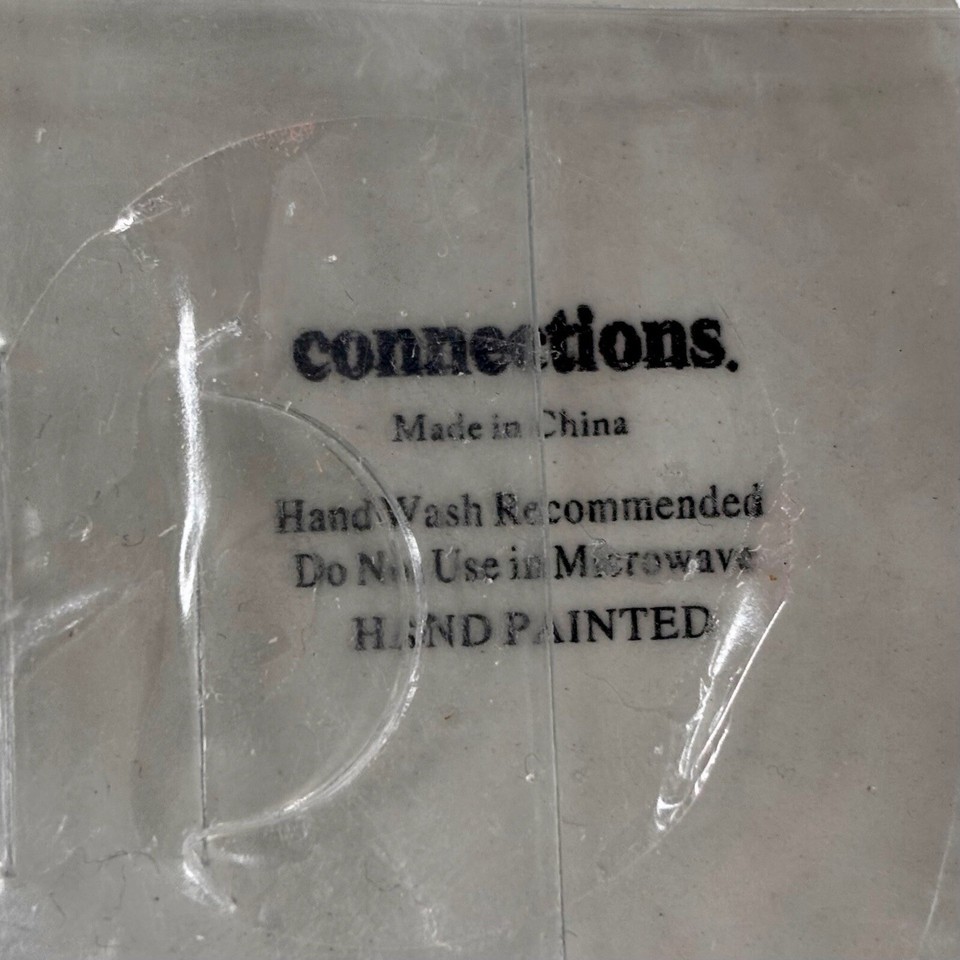 connections.
Made in China
Hand Wash Recommended
Do Not Use in Microwave
HAND PAINTED